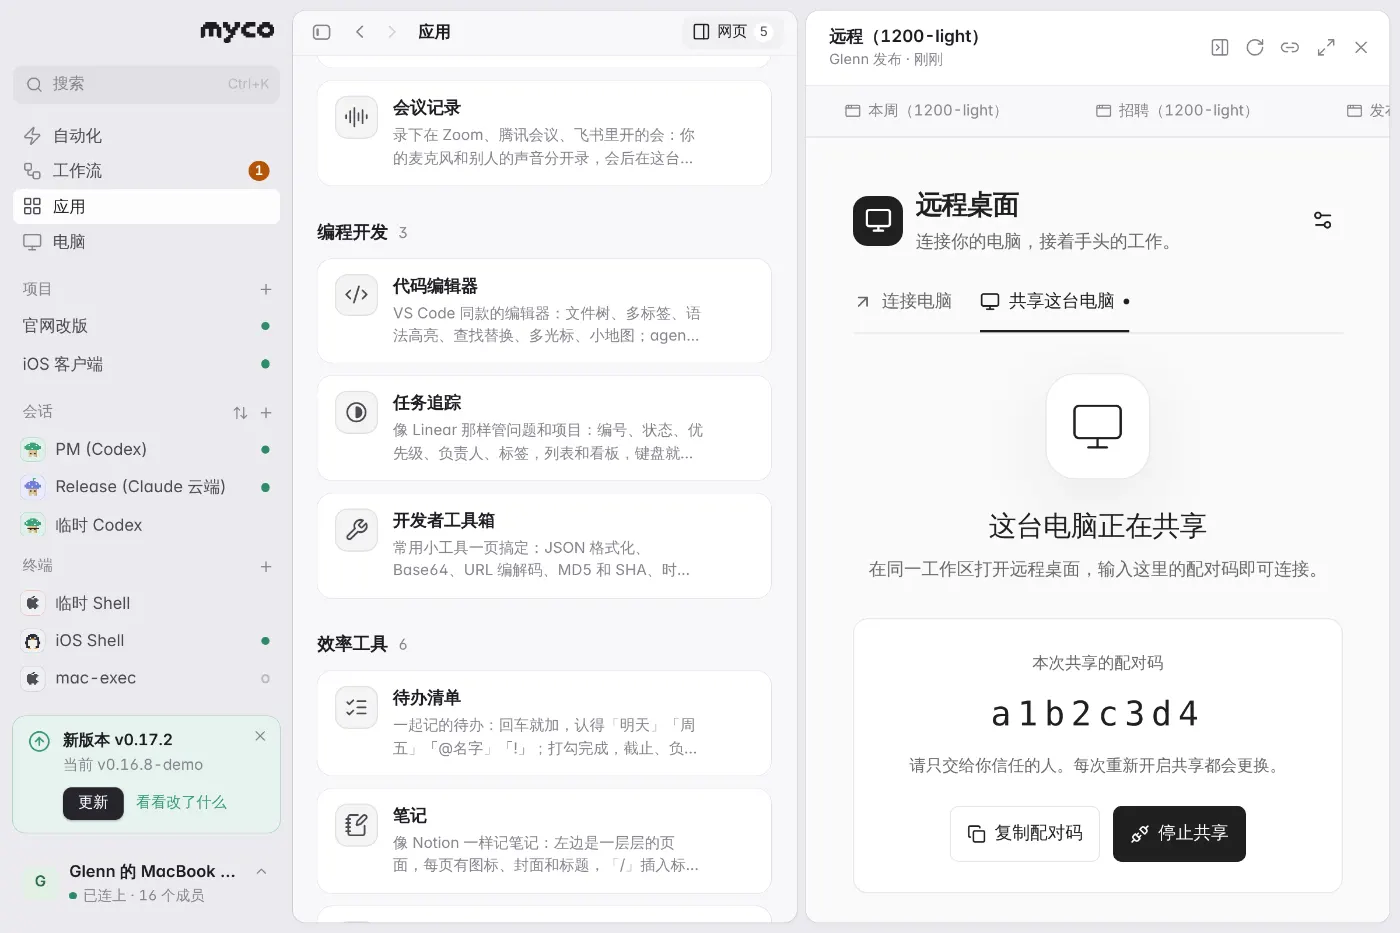 myco
搜索
Ctrl+K
自动化
工作流
1
应用
电脑
项目
官网改版
iOS 客户端
会话
PM (Codex)
Release (Claude 云端)
临时 Codex
终端
临时 Shell
iOS Shell
mac-exec
新版本 v0.17.2
当前 v0.16.8-demo
更新
看看改了什么
G
Glenn 的 MacBook ...
已连上 · 16 个成员
应用
网页 5
会议记录
录下在 Zoom、腾讯会议、飞书里开的会：你
的麦克风和别人的声音分开录，会后在这台...
编程开发 3
代码编辑器
VS Code 同款的编辑器：文件树、多标签、语
法高亮、查找替换、多光标、小地图；agen...
任务追踪
像 Linear 那样管问题和项目：编号、状态、优
先级、负责人、标签，列表和看板，键盘就...
开发者工具箱
常用小工具一页搞定：JSON 格式化、
Base64、URL 编解码、MD5 和 SHA、时...
效率工具 6
待办清单
一起记的待办：回车就加，认得「明天」「周
五」「@名字」「!」；打勾完成，截止、负...
笔记
像 Notion 一样记笔记：左边是一层层的页
面，每页有图标、封面和标题，「/」插入标...
远程（1200-light）
Glenn 发布 · 刚刚
本周（1200-light）
招聘（1200-light）
发
远程桌面
连接你的电脑，接着手头的工作。
连接电脑
共享这台电脑 •
这台电脑正在共享
在同一工作区打开远程桌面，输入这里的配对码即可连接。
本次共享的配对码
a1b2c3d4
请只交给你信任的人。每次重新开启共享都会更换。
复制配对码
停止共享